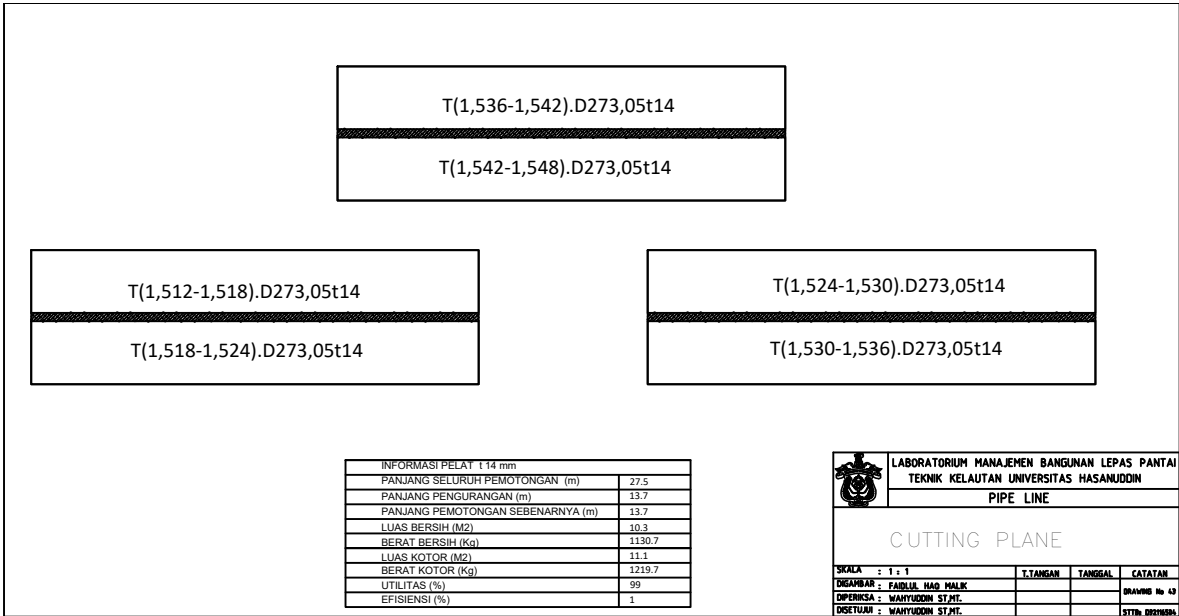 T(1,536-1,542).D273,05t14
T(1,542-1,548).D273,05t14
T(1,512-1,518).D273,05t14
T(1,518-1,524).D273,05t14
T(1,524-1,530).D273,05t14
T(1,530-1,536).D273,05t14
INFORMASI PELAT t 14 mm
PANJANG SELURUH PEMOTONGAN (m) 27.5
PANJANG PENGURANGAN (m) 13.7
PANJANG PEMOTONGAN SEBENARNYA (m) 13.7
LUAS BERSIH (M2) 10.3
BERAT BERSIH (Kg) 1130.7
LUAS KOTOR (M2) 11.1
BERAT KOTOR (Kg) 1219.7
UTILITAS (%) 99
EFISIENSI (%) 1
LABORATORIUM MANAJEMEN BANGUNAN LEPAS PANTAI
TEKNIK KELAUTAN UNIVERSITAS HASANUDDIN
PIPE LINE
CUTTING PLANE
SKALA : 1 : 1 T.TANGAN TANGGAL CATATAN
DIGAMBAR : FAIDLUL HAQ MALIK
DIPERIKSA : WAHYUDDIN ST,MT.
DISETUJUI : WAHYUDDIN ST,MT.
DRAWING No 43